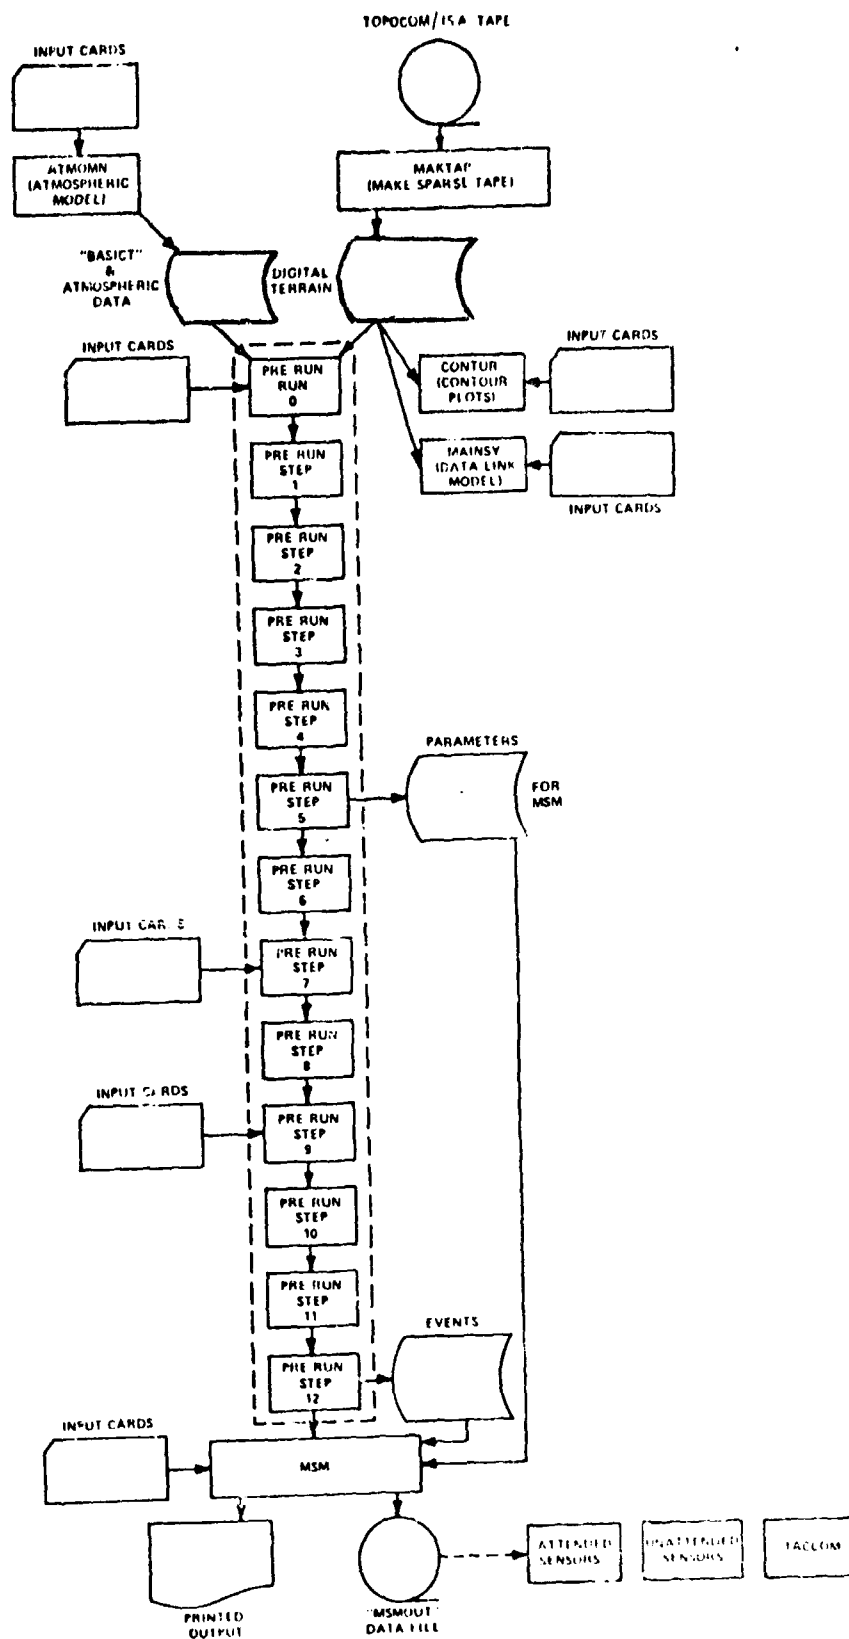 TOPOCOM/ISA TAPE
INPUT CARDS
ATMOMN
(ATMOSPHERIC
MODEL)
MAKTAP
(MAKE SPARSE TAPE)
"BASICT"
&
ATMOSPHERIC
DATA
DIGITAL
TERRAIN
INPUT CARDS
PRE RUN
RUN
0
CONTUR
(CONTOUR
PLOTS)
INPUT CARDS
PRE RUN
STEP
1
MAINSY
(DATA LINK
MODEL)
INPUT CARDS
PRE RUN
STEP
2
PRE RUN
STEP
3
PRE RUN
STEP
4
PARAMETERS
FOR
MSM
PRE RUN
STEP
5
PRE RUN
STEP
6
INPUT CARDS
PRE RUN
STEP
7
PRE RUN
STEP
8
INPUT CARDS
PRE RUN
STEP
9
PRE RUN
STEP
10
PRE RUN
STEP
11
EVENTS
PRE RUN
STEP
12
INPUT CARDS
MSM
PRINTED
OUTPUT
"MSMOUT"
DATA FILE
ATTENDED
SENSORS
UNATTENDED
SENSORS
TACCOM